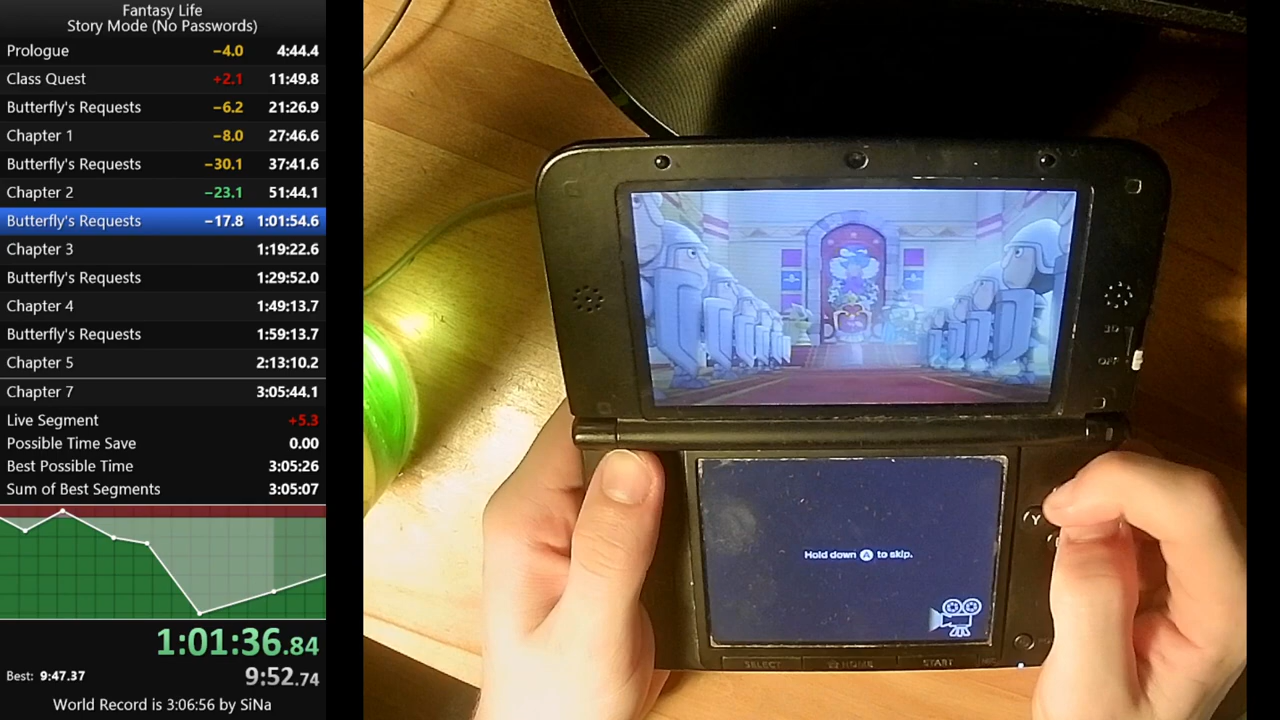 Fantasy Life
Story Mode (No Passwords)
Prologue −4.0 4:44.4
Class Quest +2.1 11:49.8
Butterfly's Requests −6.2 21:26.9
Chapter 1 −8.0 27:46.6
Butterfly's Requests −30.1 37:41.6
Chapter 2 −23.1 51:44.1
Butterfly's Requests −17.8 1:01:54.6
Chapter 3 1:19:22.6
Butterfly's Requests 1:29:52.0
Chapter 4 1:49:13.7
Butterfly's Requests 1:59:13.7
Chapter 5 2:13:10.2
Chapter 7 3:05:44.1
Live Segment +5.3
Possible Time Save 0.00
Best Possible Time 3:05:26
Sum of Best Segments 3:05:07
1:01:36.84
Best: 9:47.37 9:52.74
World Record is 3:06:56 by SiNa
3D
OFF
Y
Hold down A to skip.
SELECT HOME START